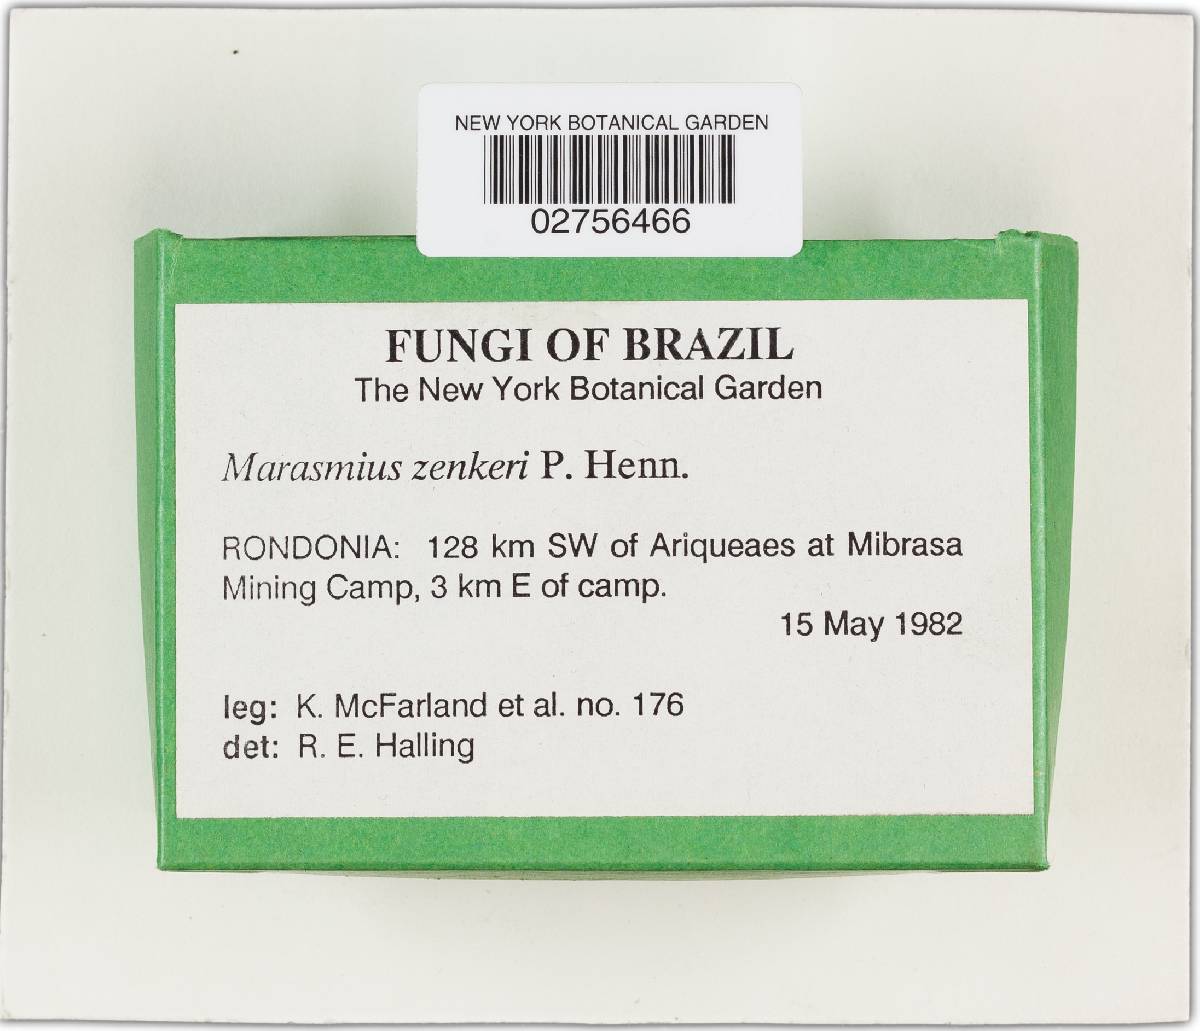 NEW YORK BOTANICAL GARDEN
02756466
FUNGI OF BRAZIL
The New York Botanical Garden
Marasmius zenkeri P. Henn.
RONDONIA: 128 km SW of Ariqueaes at Mibrasa
Mining Camp, 3 km E of camp.
15 May 1982
leg: K. McFarland et al. no. 176
det: R. E. Halling